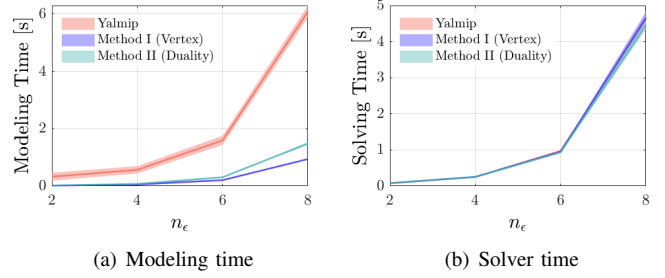 Modeling Time [s]
6
4
2
0
Yalmip
Method I (Vertex)
Method II (Duality)
2
4
6
8
n_ϵ
(a) Modeling time
Solving Time [s]
5
4
3
2
1
0
Yalmip
Method I (Vertex)
Method II (Duality)
2
4
6
8
n_ϵ
(b) Solver time